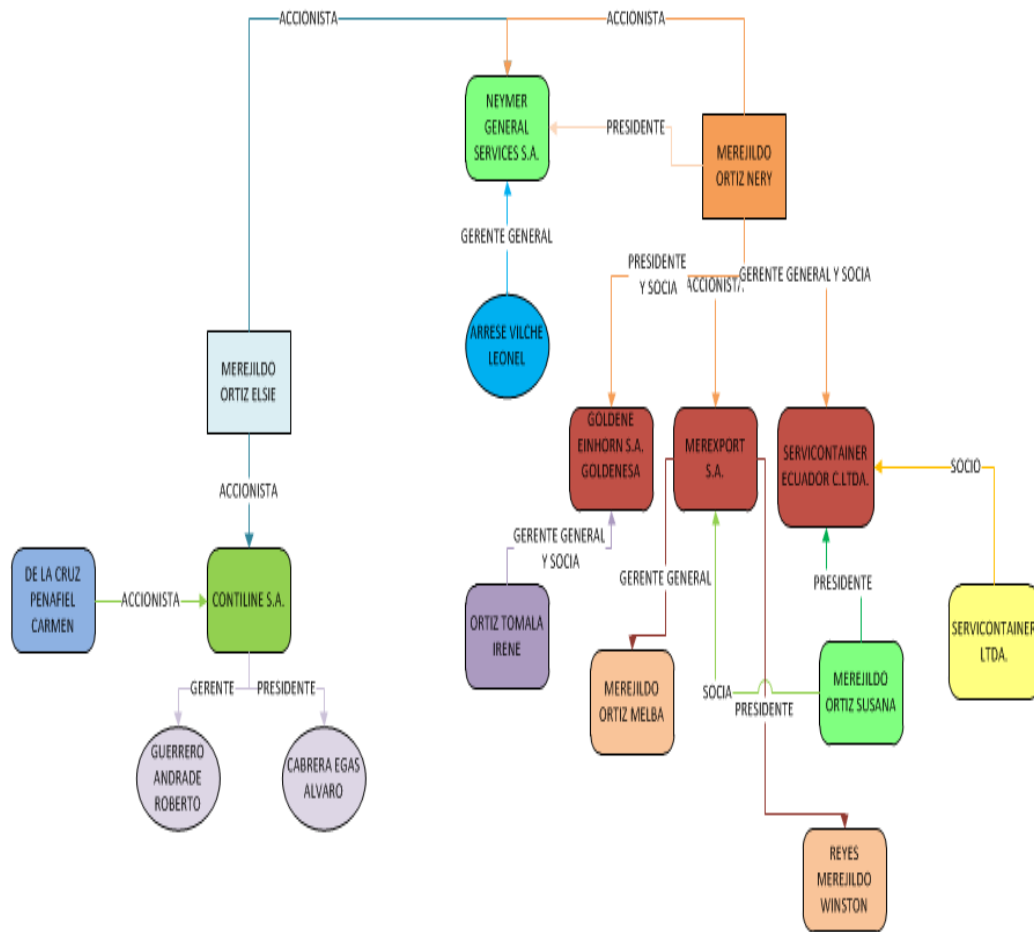 ACCIONISTA
ACCIONISTA
NEYMER
GENERAL
SERVICES S.A.
PRESIDENTE
MEREJILDO
ORTIZ NERY
GERENTE GENERAL
PRESIDENTE
Y SOCIA
ACCIONISTA
GERENTE GENERAL Y SOCIA
ARRESE VILCHE
LEONEL
MEREJILDO
ORTIZ ELSIE
GOLDENE
EINHORN S.A.
GOLDENESA
MEREXPORT
S.A.
SERVICONTAINER
ECUADOR C.LTDA.
SOCIO
ACCIONISTA
GERENTE GENERAL
Y SOCIA
GERENTE GENERAL
PRESIDENTE
DE LA CRUZ
PENAFIEL
CARMEN
ACCIONISTA
CONTILINE S.A.
ORTIZ TOMALA
IRENE
SERVICONTAINER
LTDA.
MEREJILDO
ORTIZ MELBA
SOCIA
PRESIDENTE
MEREJILDO
ORTIZ SUSANA
GERENTE
PRESIDENTE
GUERRERO
ANDRADE
ROBERTO
CABRERA EGAS
ALVARO
REYES
MEREJILDO
WINSTON